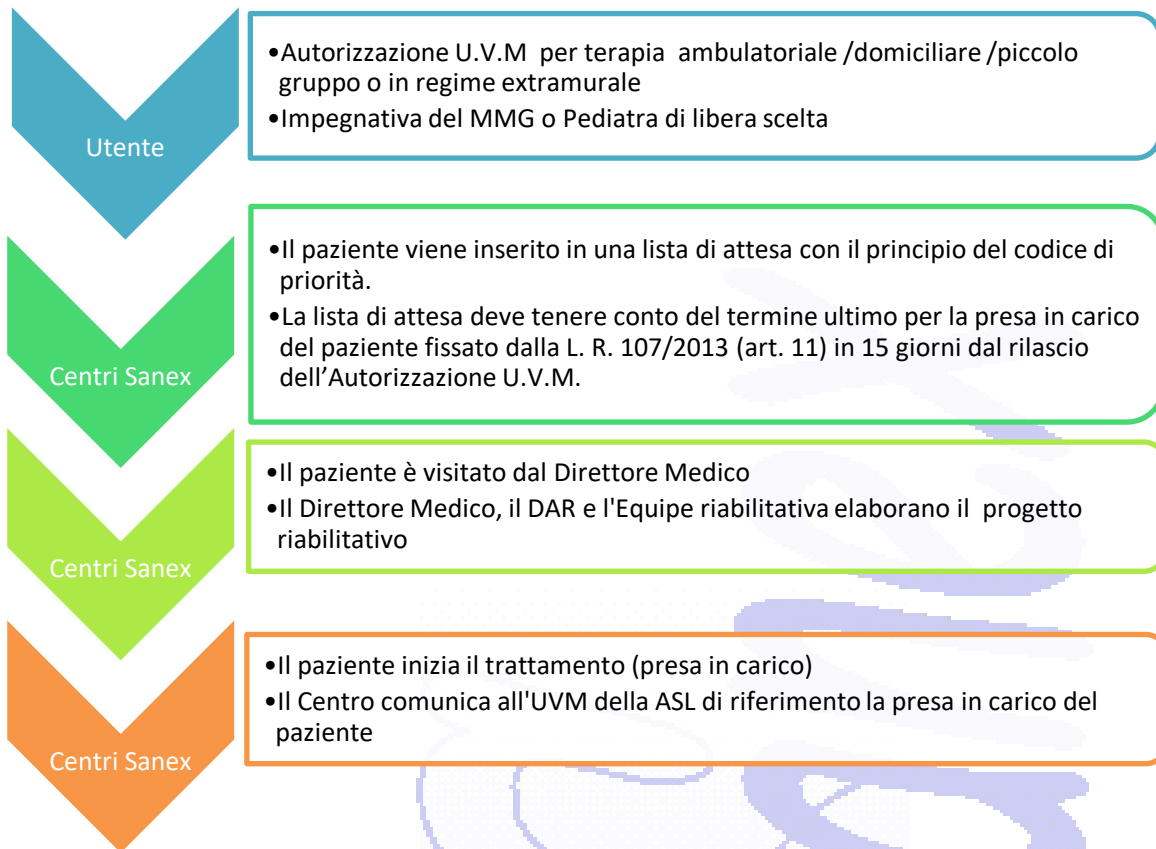 •Autorizzazione U.V.M per terapia ambulatoriale /domiciliare /piccolo
gruppo o in regime extramurale
•Impegnativa del MMG o Pediatra di libera scelta
Utente
•Il paziente viene inserito in una lista di attesa con il principio del codice di
priorità.
•La lista di attesa deve tenere conto del termine ultimo per la presa in carico
del paziente fissato dalla L. R. 107/2013 (art. 11) in 15 giorni dal rilascio
dell’Autorizzazione U.V.M.
Centri Sanex
•Il paziente è visitato dal Direttore Medico
•Il Direttore Medico, il DAR e l'Equipe riabilitativa elaborano il progetto
riabilitativo
Centri Sanex
•Il paziente inizia il trattamento (presa in carico)
•Il Centro comunica all'UVM della ASL di riferimento la presa in carico del
paziente
Centri Sanex